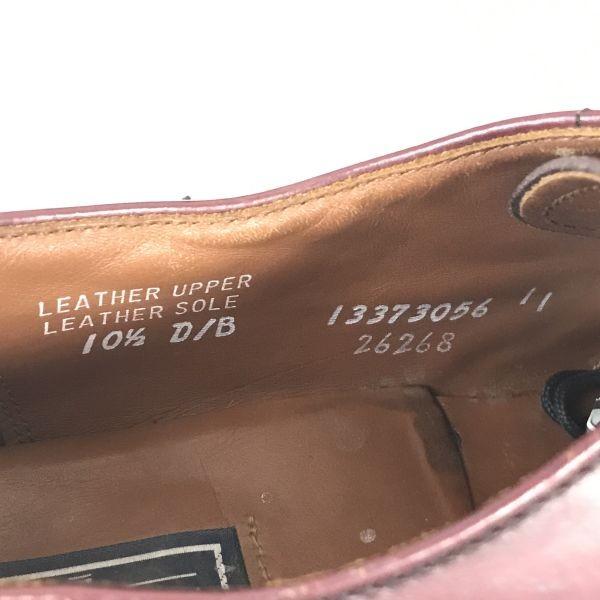 LEATHER UPPER
LEATHER SOLE
10½ D/B
13373056 11
26268